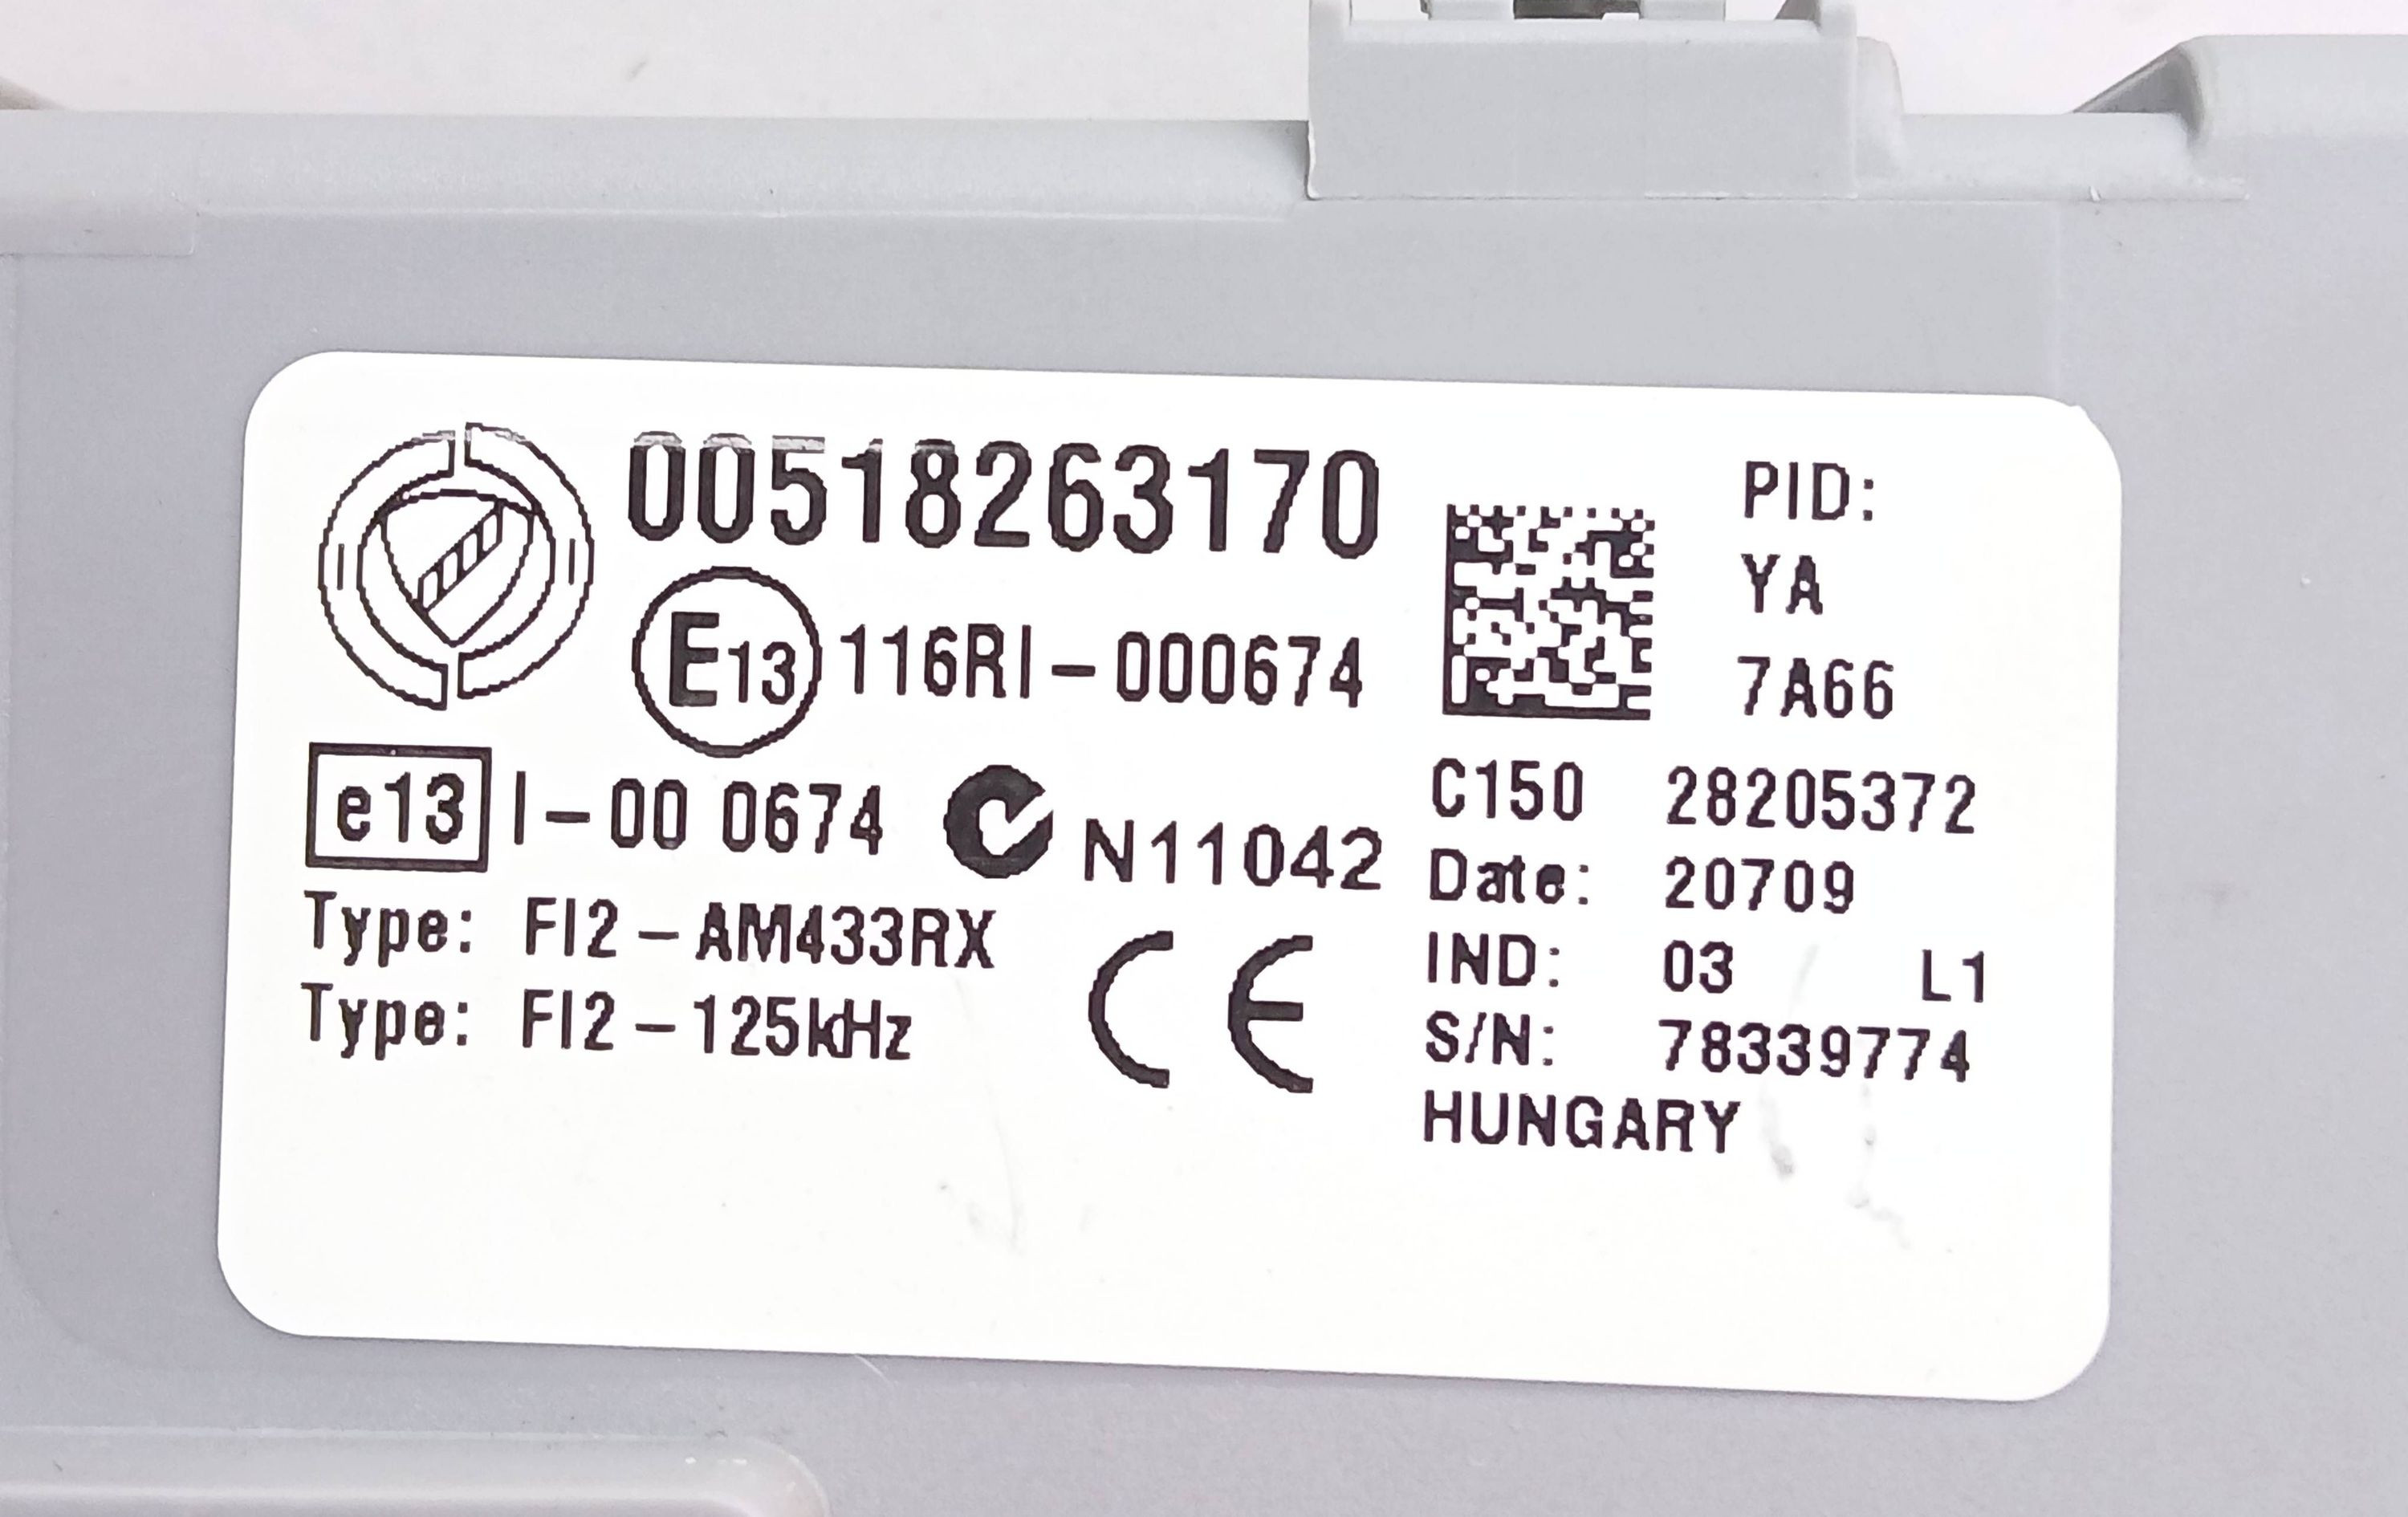 00518263170
E13 116RI-000674
e13 I-00 0674 N11042
Type: FI2-AM433RX
Type: FI2-125kHz
CE
PID:
YA
7A66
C150 28205372
Date: 20709
IND: 03 L1
S/N: 78339774
HUNGARY